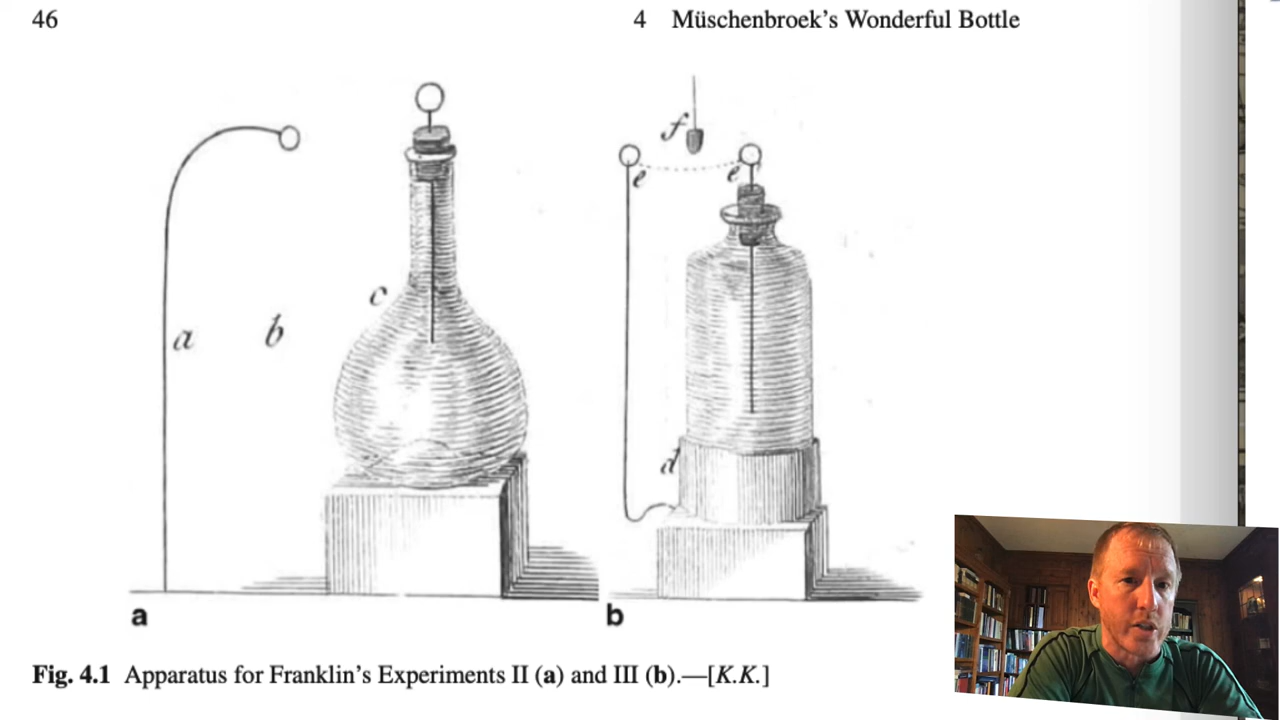 46
4 Müschenbroek's Wonderful Bottle
f
e
e
c
a
b
d
a
b
Fig. 4.1 Apparatus for Franklin's Experiments II (a) and III (b).—[K.K.]